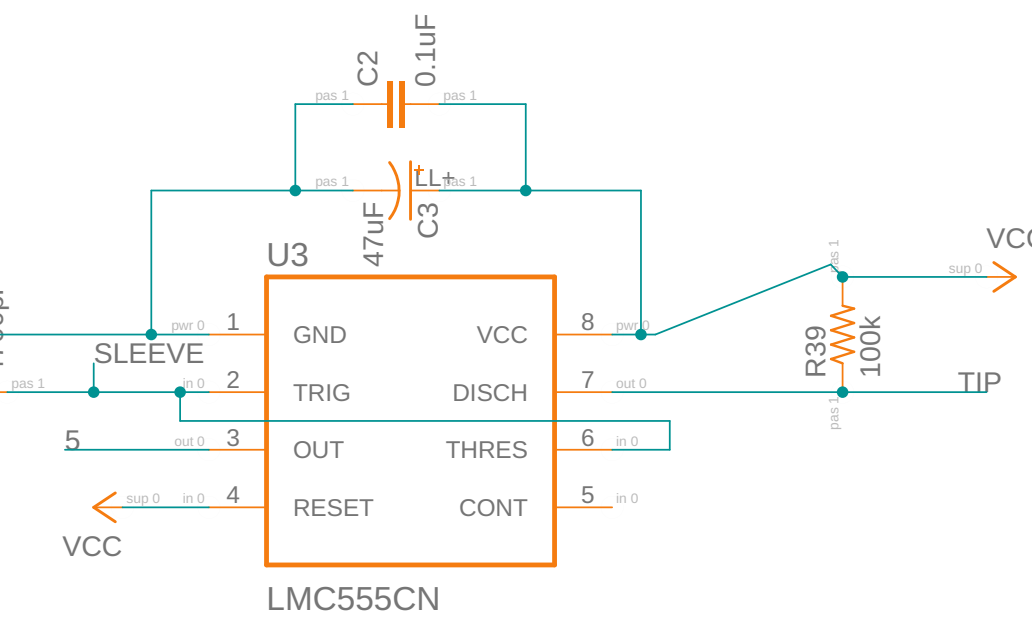 C2
0.1uF
pas 1
pas 1
pas 1
LL+
pas 1
47uF
C3
U3
pas 1
VCC
sup 0
pwr 0
1
GND
VCC
8
pwr 0
SLEEVE
R39
100k
pas 1
in 0
2
TRIG
DISCH
7
out 0
TIP
pas 1
5
out 0
3
OUT
THRES
6
in 0
sup 0
in 0
4
RESET
CONT
5
in 0
VCC
LMC555CN